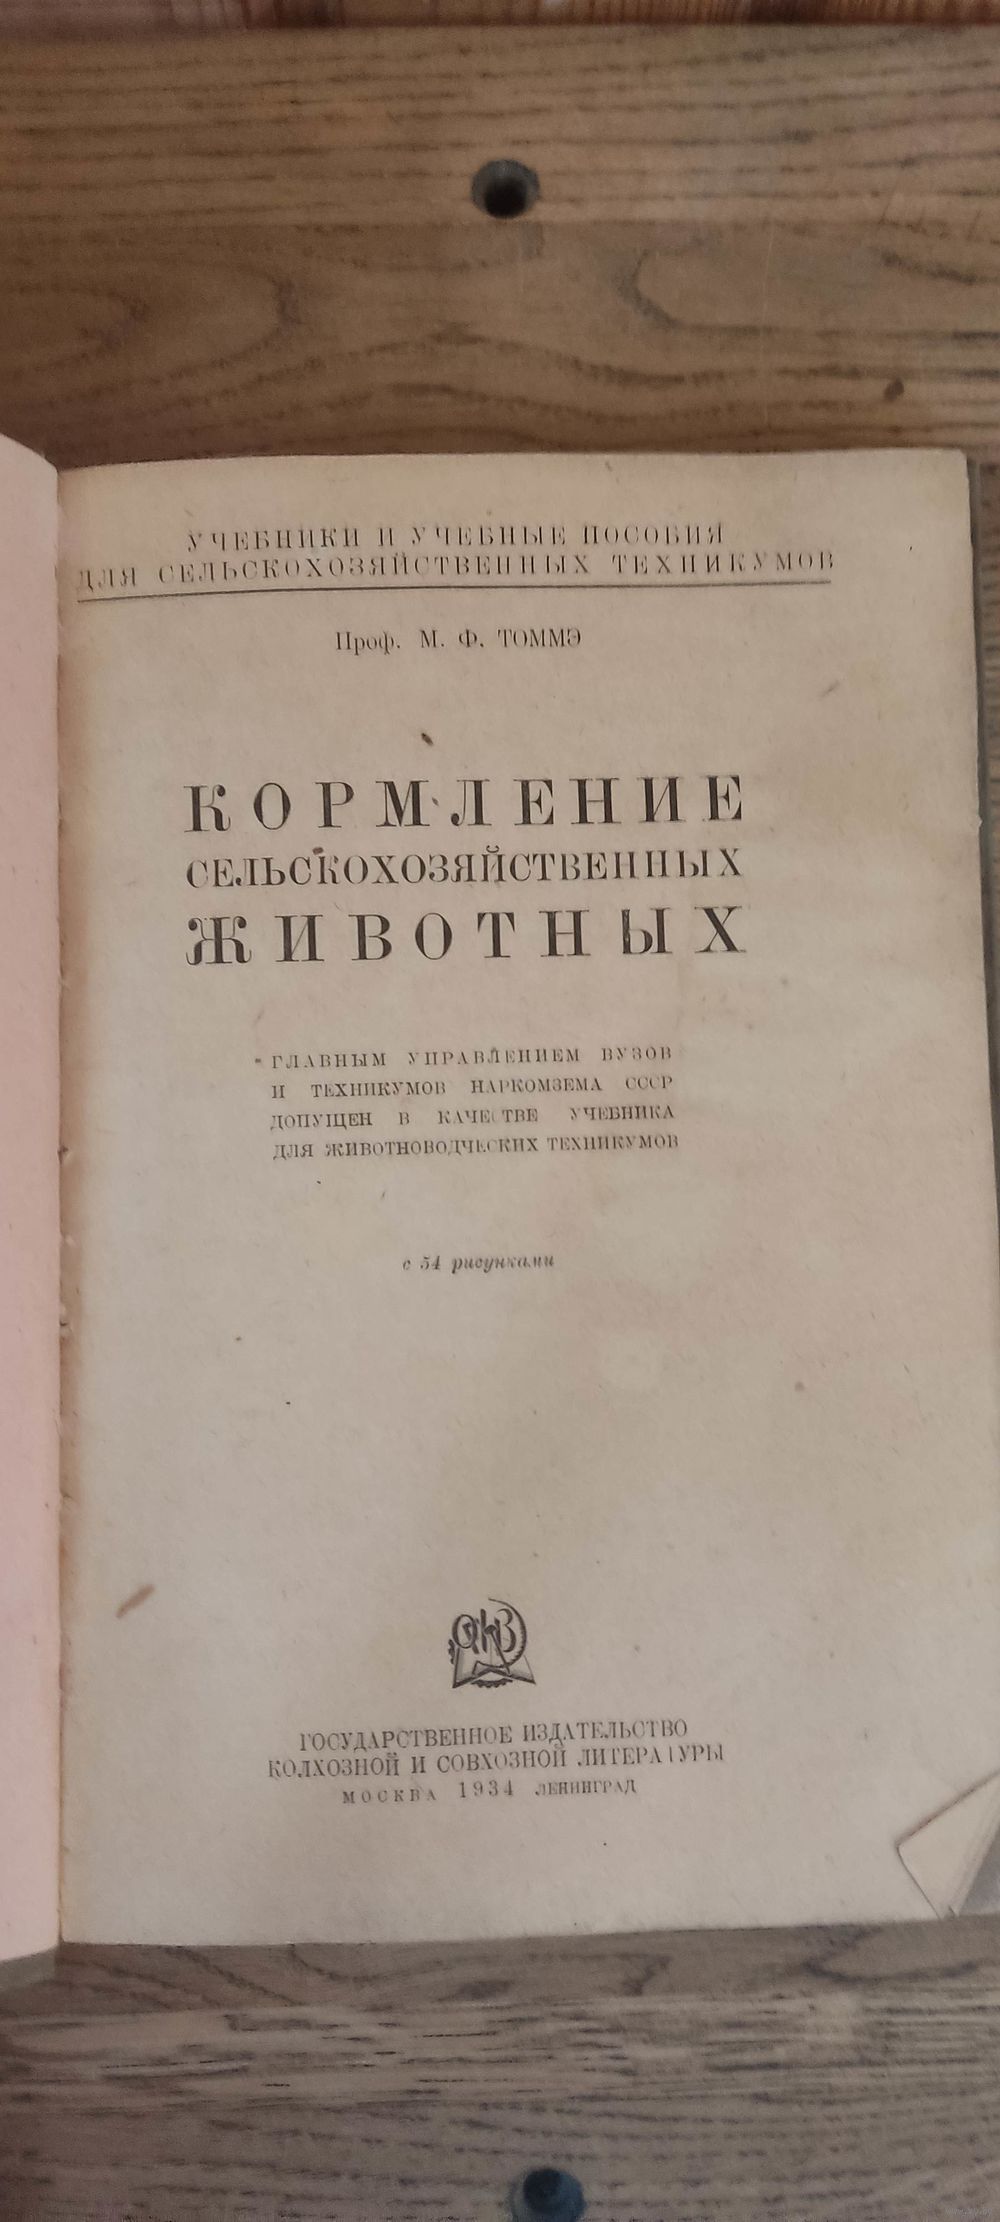 УЧЕБНИКИ И УЧЕБНЫЕ ПОСОБИЯ
ДЛЯ СЕЛЬСКОХОЗЯЙСТВЕННЫХ ТЕХНИКУМОВ
Проф. М. Ф. ТОММЭ
КОРМЛЕНИЕ
СЕЛЬСКОХОЗЯЙСТВЕННЫХ
ЖИВОТНЫХ
ГЛАВНЫМ УПРАВЛЕНИЕМ ВУЗОВ
И ТЕХНИКУМОВ НАРКОМЗЕМА СССР
ДОПУЩЕН В КАЧЕСТВЕ УЧЕБНИКА
ДЛЯ ЖИВОТНОВОДЧЕСКИХ ТЕХНИКУМОВ
с 54 рисунками
ГОСУДАРСТВЕННОЕ ИЗДАТЕЛЬСТВО
КОЛХОЗНОЙ И СОВХОЗНОЙ ЛИТЕРАТУРЫ
МОСКВА 1934 ЛЕНИНГРАД